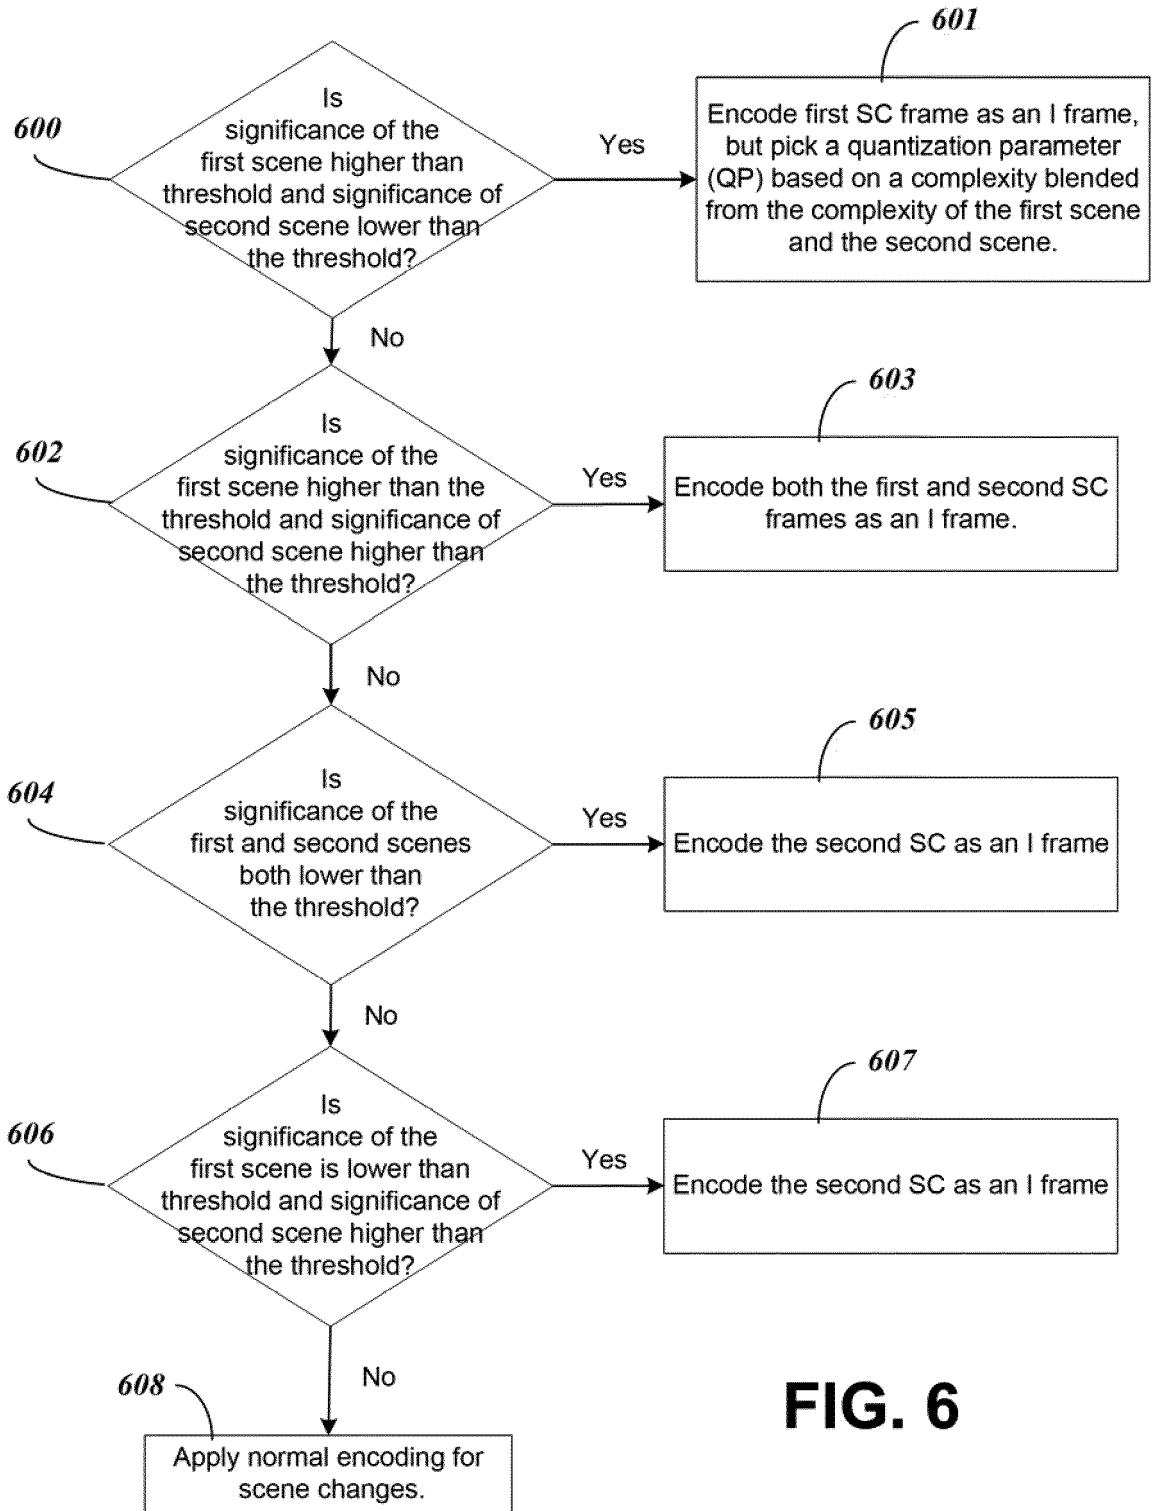 601
600
Is
significance of the
first scene higher than
threshold and significance of
second scene lower than
the threshold?
Yes
Encode first SC frame as an I frame,
but pick a quantization parameter
(QP) based on a complexity blended
from the complexity of the first scene
and the second scene.
No
603
602
Is
significance of the
first scene higher than the
threshold and significance of
second scene higher than
the threshold?
Yes
Encode both the first and second SC
frames as an I frame.
No
605
604
Is
significance of the
first and second scenes
both lower than
the threshold?
Yes
Encode the second SC as an I frame
No
607
606
Is
significance of the
first scene is lower than
threshold and significance of
second scene higher than
the threshold?
Yes
Encode the second SC as an I frame
No
608
Apply normal encoding for
scene changes.
FIG. 6